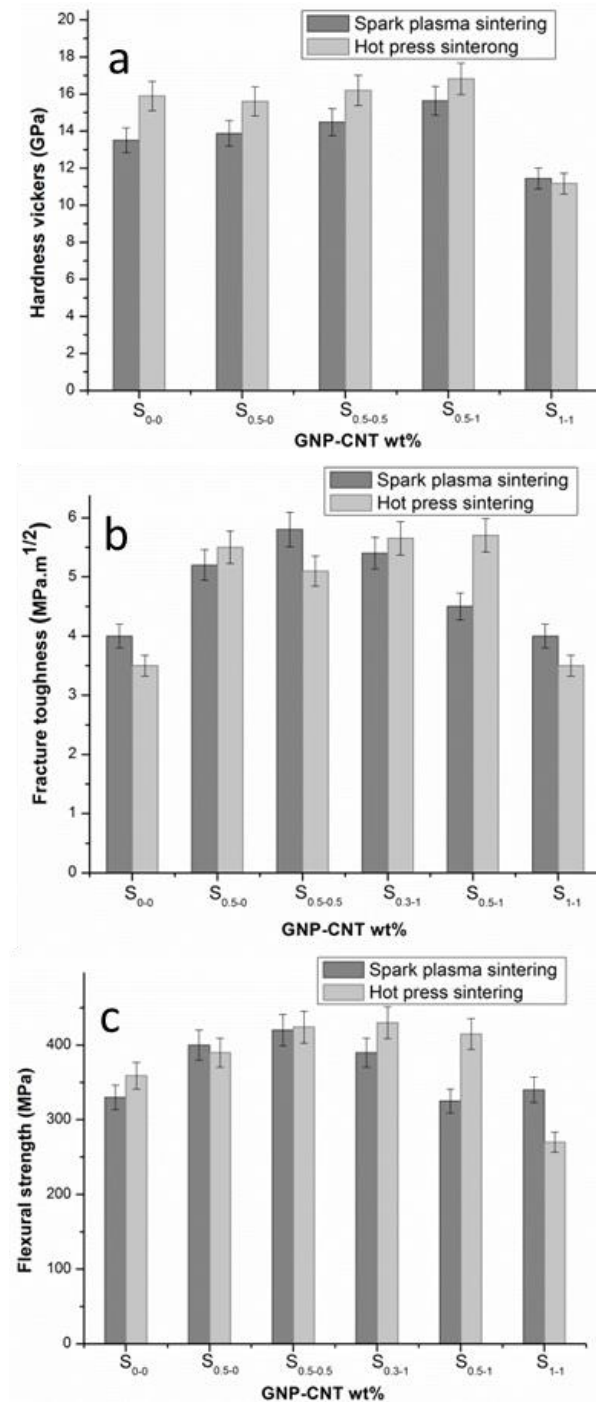 a
Spark plasma sintering
Hot press sinterong
Hardness vickers (GPa)
20
18
16
14
12
10
8
6
4
2
0
S0-0 S0.5-0 S0.5-0.5 S0.5-1 S1-1
GNP-CNT wt%
b
Spark plasma sintering
Hot press sintering
Fracture toughness (MPa.m1/2)
6
5
4
3
2
1
0
S0-0 S0.5-0 S0.5-0.5 S0.3-1 S0.5-1 S1-1
GNP-CNT wt%
c
Spark plasma sintering
Hot press sintering
Flexural strength (MPa)
400
300
200
100
0
S0-0 S0.5-0 S0.5-0.5 S0.3-1 S0.5-1 S1-1
GNP-CNT wt%